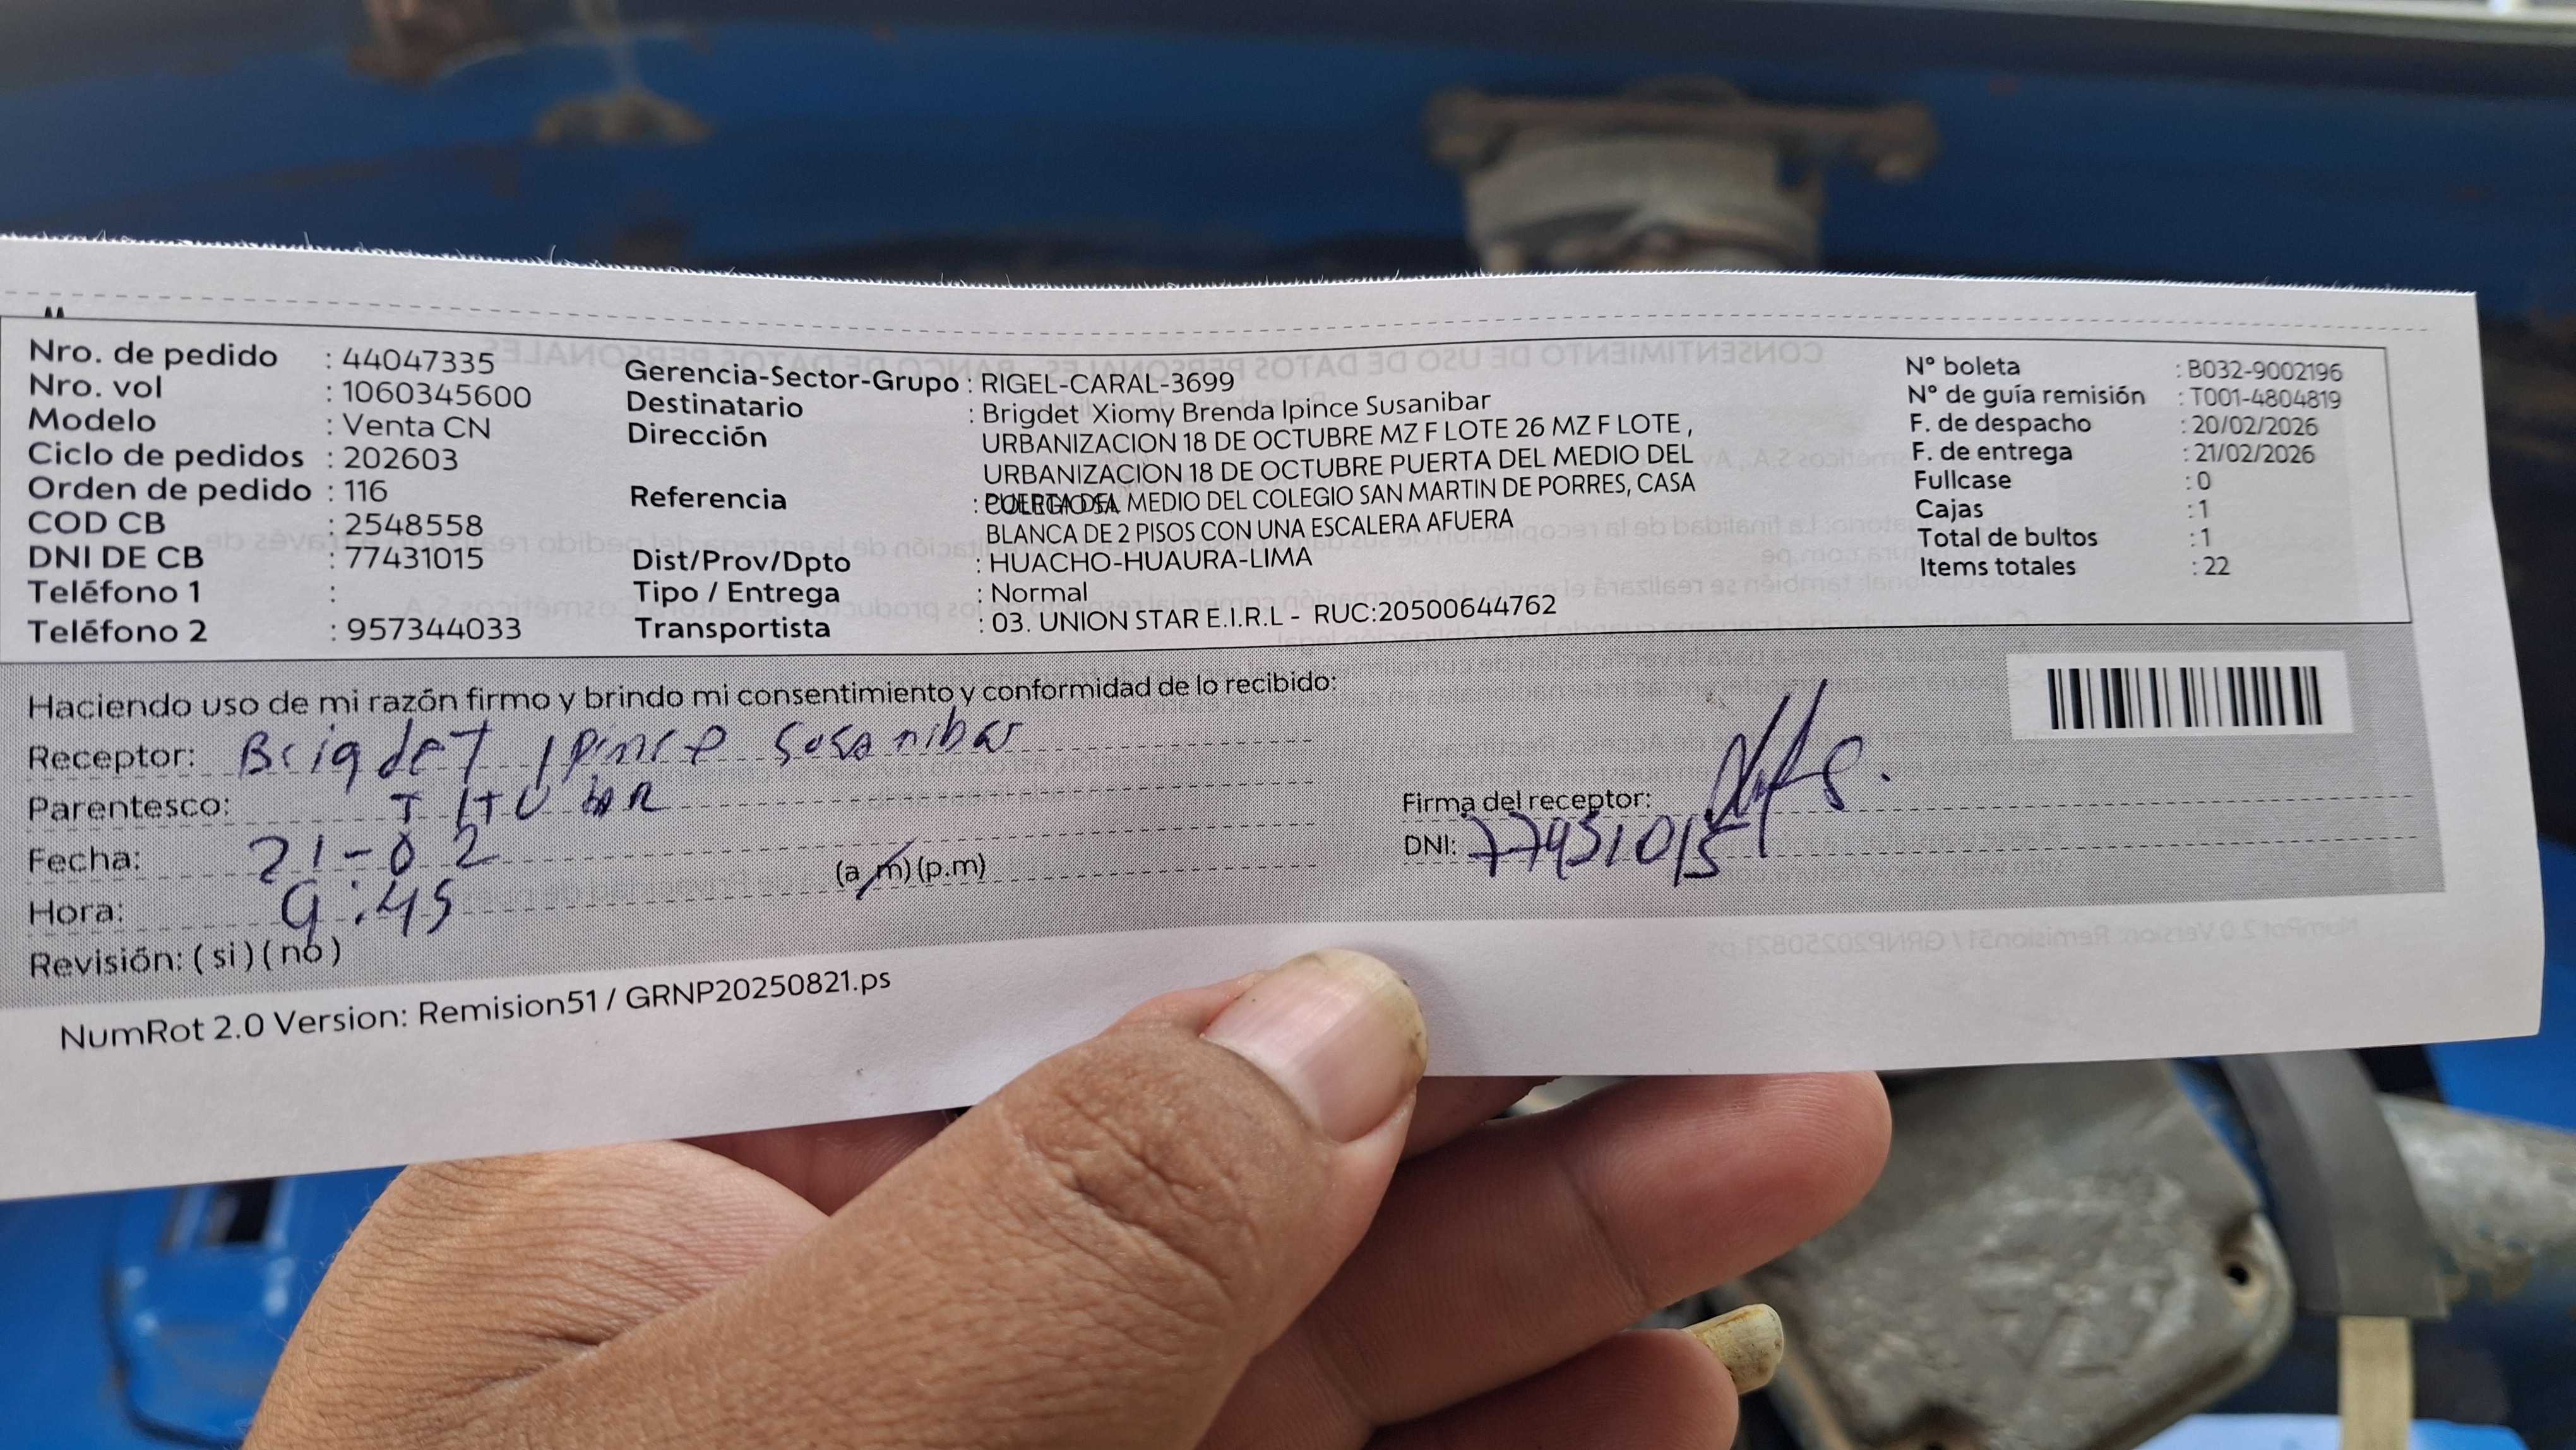 Nro. de pedido : 44047335
Nro. vol : 1060345600
Modelo : Venta CN
Ciclo de pedidos : 202603
Orden de pedido : 116
COD CB : 2548558
DNI DE CB : 77431015
Teléfono 1 :
Teléfono 2 : 957344033
Gerencia-Sector-Grupo : RIGEL-CARAL-3699
Destinatario : Brigdet Xiomy Brenda Ipince Susanibar
Dirección URBANIZACION 18 DE OCTUBRE MZ F LOTE 26 MZ F LOTE ,
URBANIZACION 18 DE OCTUBRE PUERTA DEL MEDIO DEL
Referencia : PUERTA DEL MEDIO DEL COLEGIO SAN MARTIN DE PORRES, CASA
BLANCA DE 2 PISOS CON UNA ESCALERA AFUERA
Dist/Prov/Dpto : HUACHO-HUAURA-LIMA
Tipo / Entrega : Normal
Transportista : 03. UNION STAR E.I.R.L - RUC:20500644762
Nº boleta : B032-9002196
Nº de guía remisión : T001-4804819
F. de despacho : 20/02/2026
F. de entrega : 21/02/2026
Fullcase : 0
Cajas : 1
Total de bultos : 1
Items totales : 22
Haciendo uso de mi razón firmo y brindo mi consentimiento y conformidad de lo recibido:
Receptor: Brigdet Ipince Susanibar
Parentesco: TITULAR
Fecha: 21-02
Hora: 9:45 (a.m) (p.m)
Revisión: ( si ) ( no )
Firma del receptor:
DNI: 77431015
NumRot 2.0 Version: Remision51 / GRNP20250821.ps